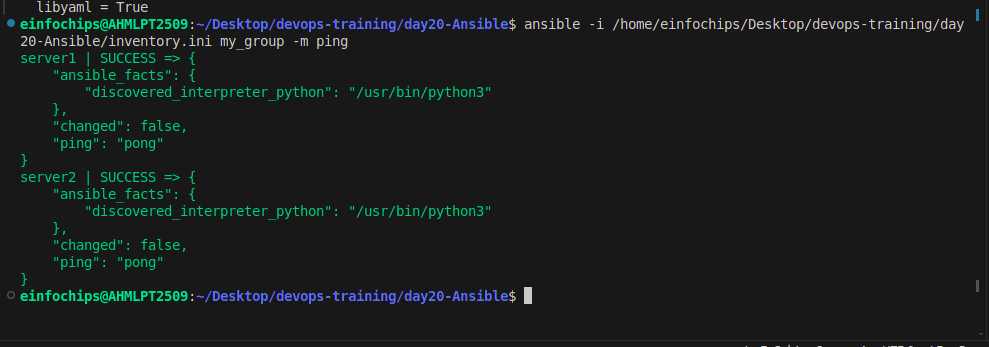 libyaml = True
einfochips@AHMLPT2509:~/Desktop/devops-training/day20-Ansible$ ansible -i /home/einfochips/Desktop/devops-training/day
20-Ansible/inventory.ini my_group -m ping
server1 | SUCCESS => {
    "ansible_facts": {
        "discovered_interpreter_python": "/usr/bin/python3"
    },
    "changed": false,
    "ping": "pong"
}
server2 | SUCCESS => {
    "ansible_facts": {
        "discovered_interpreter_python": "/usr/bin/python3"
    },
    "changed": false,
    "ping": "pong"
}
einfochips@AHMLPT2509:~/Desktop/devops-training/day20-Ansible$